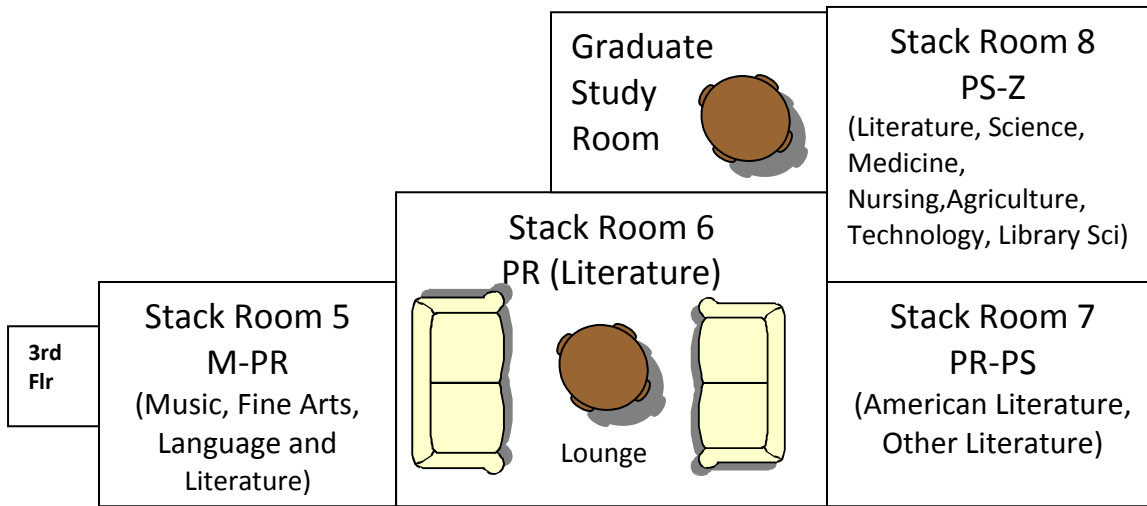 Graduate
Study
Room
Stack Room 8
PS-Z
(Literature, Science,
Medicine,
Nursing,Agriculture,
Technology, Library Sci)
Stack Room 6
PR (Literature)
Lounge
3rd
Flr
Stack Room 5
M-PR
(Music, Fine Arts,
Language and
Literature)
Stack Room 7
PR-PS
(American Literature,
Other Literature)